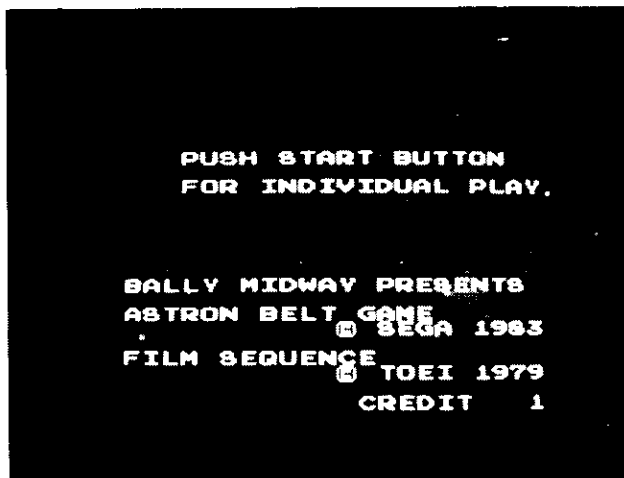 PUSH START BUTTON
FOR INDIVIDUAL PLAY.
BALLY MIDWAY PRESENTS
ASTRON BELT GAME
© SEGA 1983
FILM SEQUENCE
© TOEI 1979
CREDIT 1